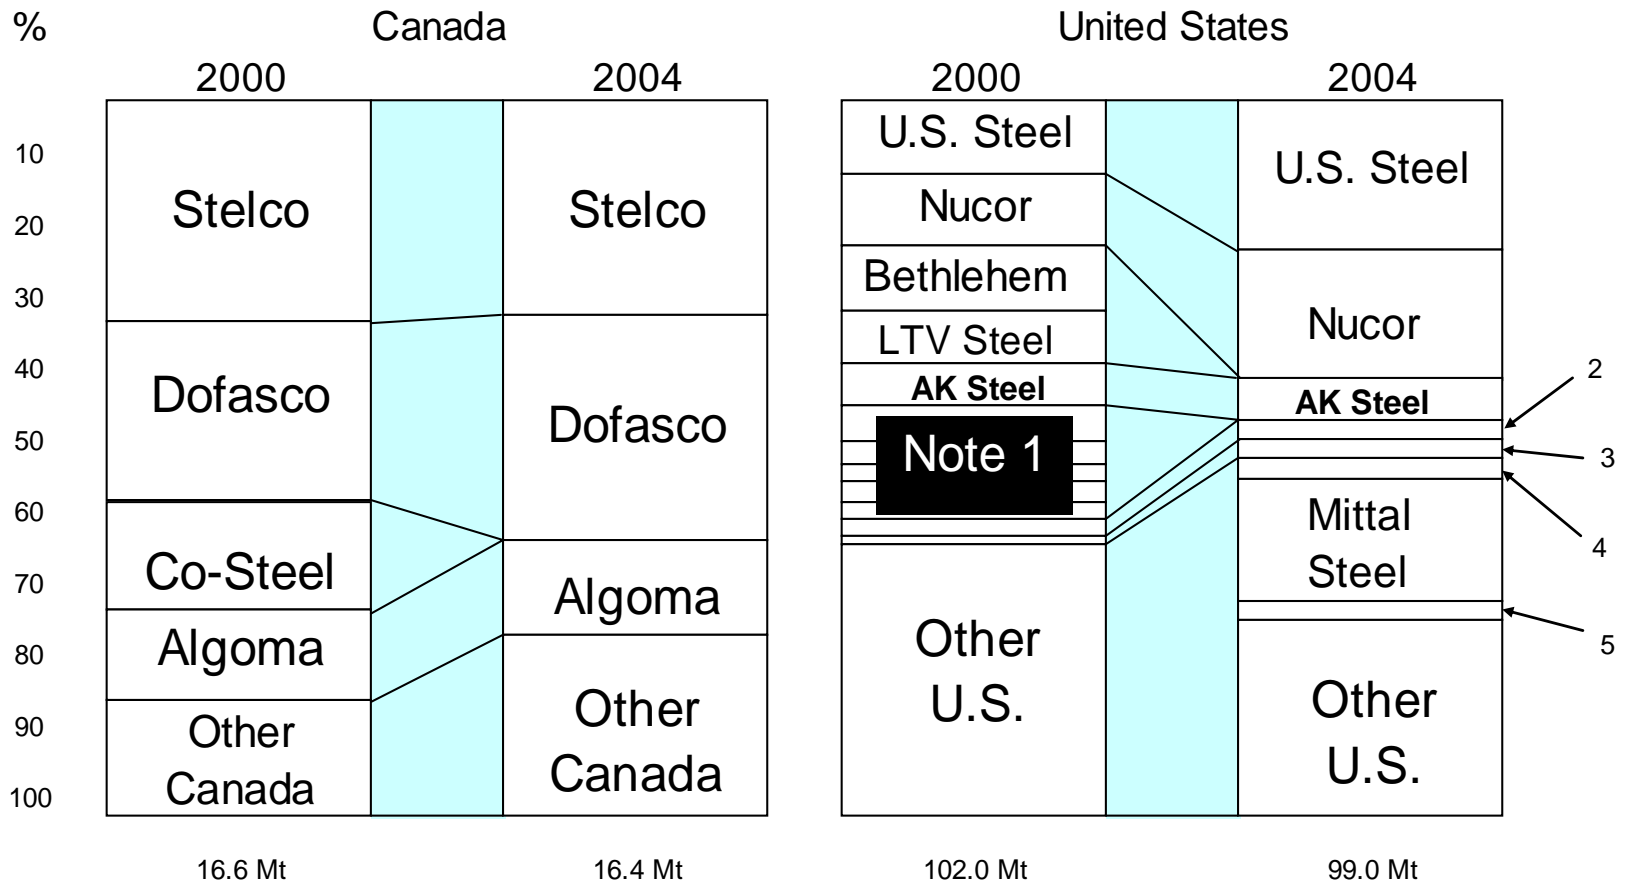 % Canada United States
2000 2004 2000 2004
10
20
30
40
50
60
70
80
90
100
Stelco
Dofasco
Co-Steel
Algoma
Other
Canada
16.6 Mt
Stelco
Dofasco
Algoma
Other
Canada
16.4 Mt
U.S. Steel
Nucor
Bethlehem
LTV Steel
AK Steel
Note 1
Other
U.S.
102.0 Mt
U.S. Steel
Nucor
AK Steel
Mittal
Steel
Other
U.S.
99.0 Mt
2
3
4
5